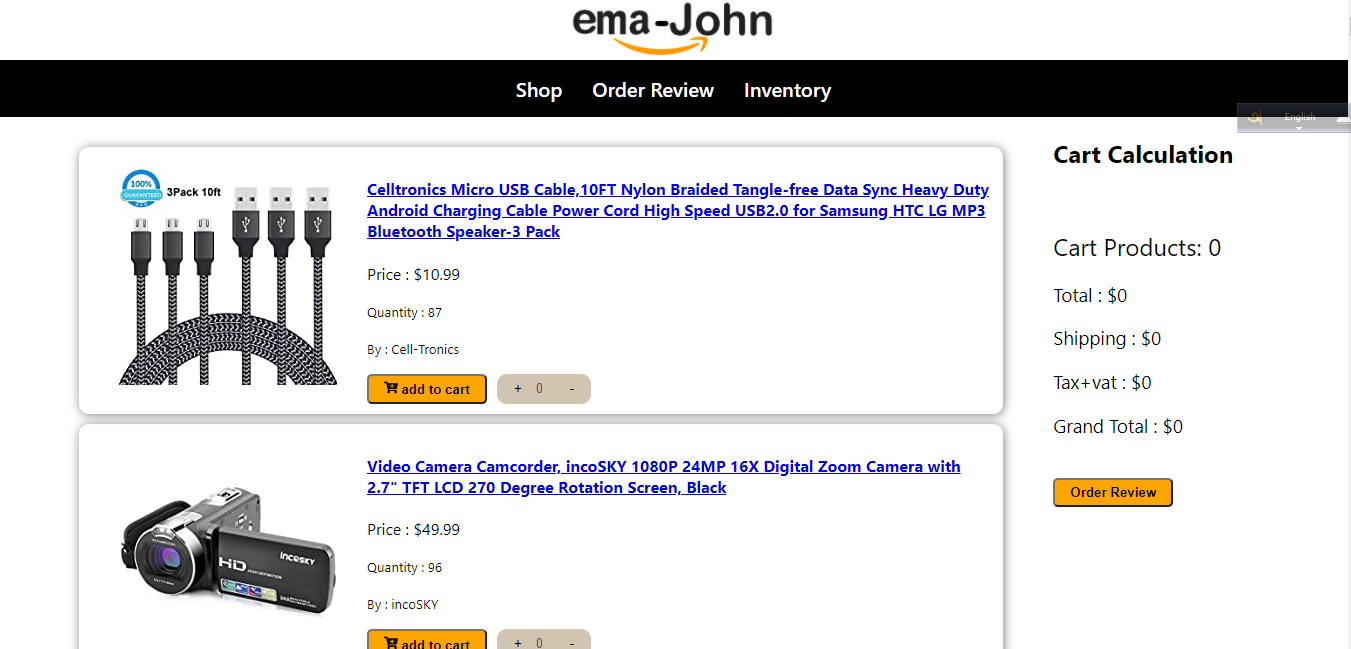 ema-John
Shop Order Review Inventory
English
100%
GUARANTEED
3Pack 10ft
Celltronics Micro USB Cable,10FT Nylon Braided Tangle-free Data Sync Heavy Duty
Android Charging Cable Power Cord High Speed USB2.0 for Samsung HTC LG MP3
Bluetooth Speaker-3 Pack
Price : $10.99
Quantity : 87
By : Cell-Tronics
add to cart + 0 -
Video Camera Camcorder, incoSKY 1080P 24MP 16X Digital Zoom Camera with
2.7" TFT LCD 270 Degree Rotation Screen, Black
Price : $49.99
Quantity : 96
By : incoSKY
add to cart + 0 -
incoSKY
HD
Cart Calculation
Cart Products: 0
Total : $0
Shipping : $0
Tax+vat : $0
Grand Total : $0
Order Review